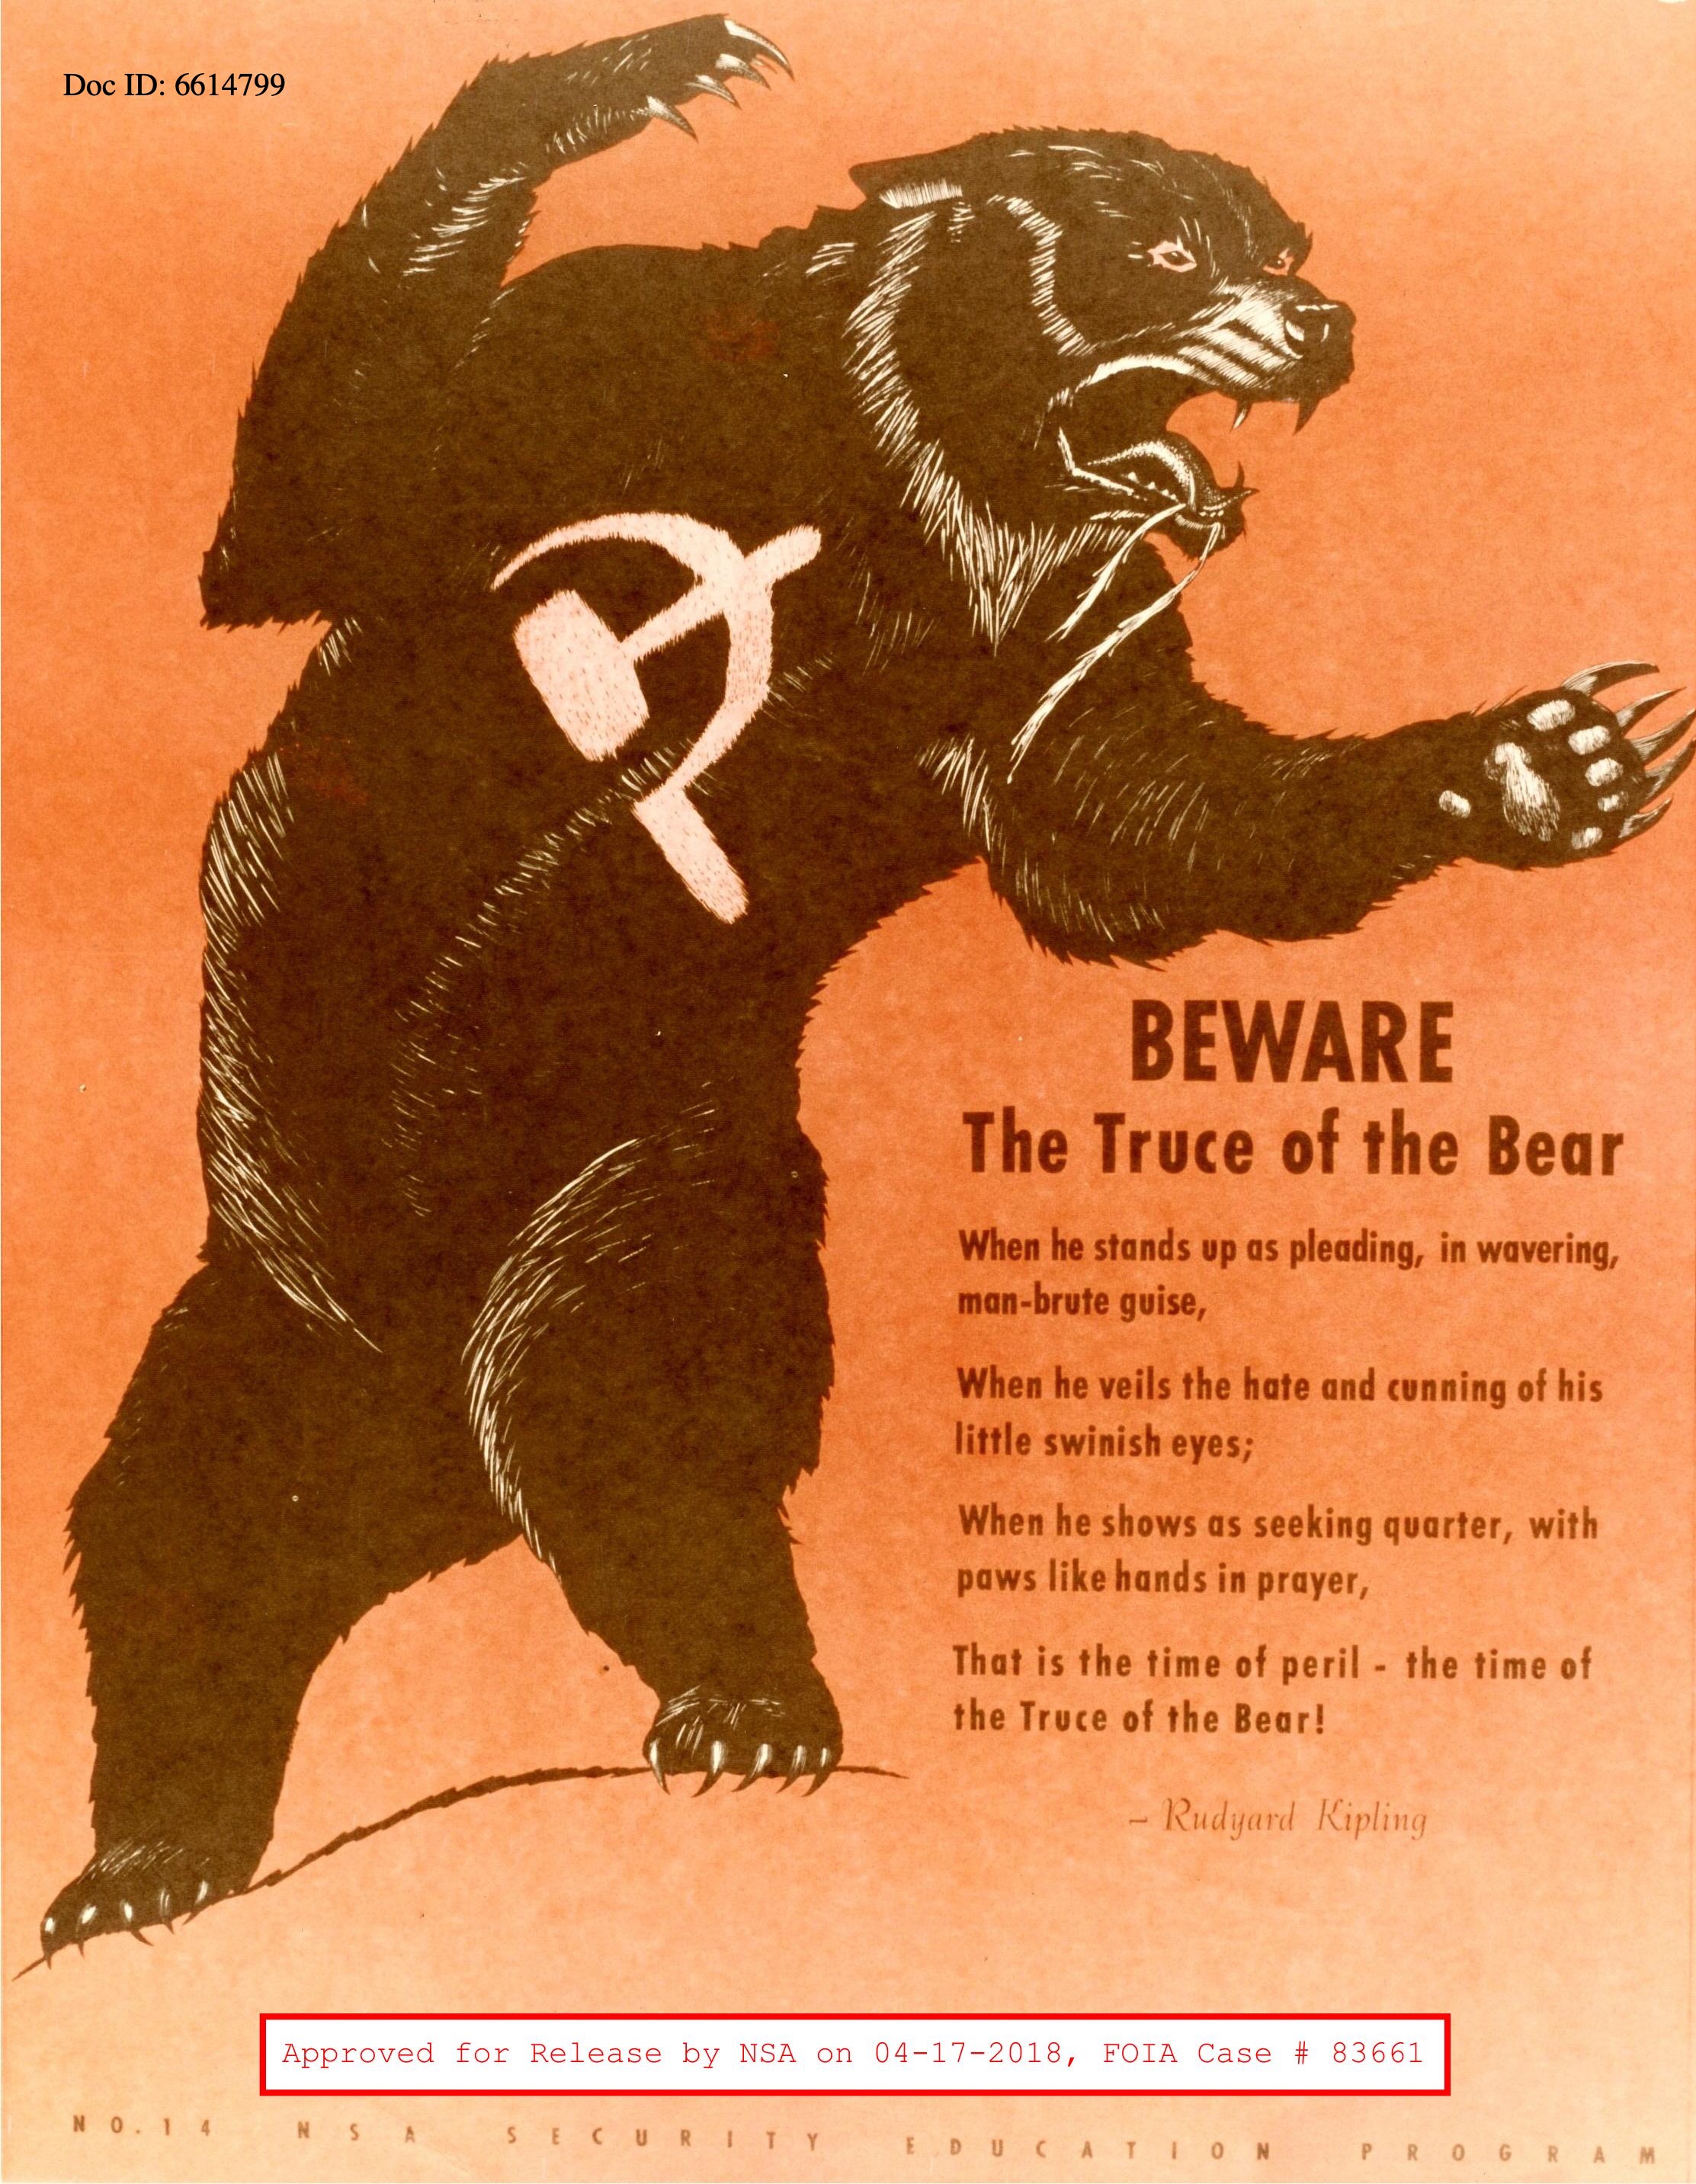 Doc ID: 6614799
BEWARE
The Truce of the Bear
When he stands up as pleading, in wavering,
man-brute guise,
When he veils the hate and cunning of his
little swinish eyes;
When he shows as seeking quarter, with
paws like hands in prayer,
That is the time of peril - the time of
the Truce of the Bear!
– Rudyard Kipling
Approved for Release by NSA on 04-17-2018, FOIA Case # 83661
NO.14 NSA SECURITY EDUCATION PROGRAM